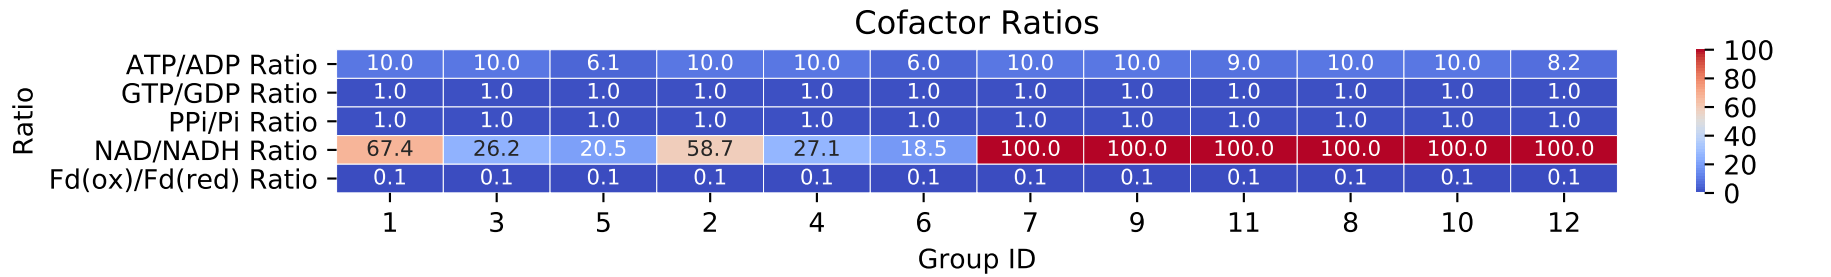 Cofactor Ratios
Ratio
ATP/ADP Ratio 10.0 10.0 6.1 10.0 10.0 6.0 10.0 10.0 9.0 10.0 10.0 8.2
GTP/GDP Ratio 1.0 1.0 1.0 1.0 1.0 1.0 1.0 1.0 1.0 1.0 1.0 1.0
PPi/Pi Ratio 1.0 1.0 1.0 1.0 1.0 1.0 1.0 1.0 1.0 1.0 1.0 1.0
NAD/NADH Ratio 67.4 26.2 20.5 58.7 27.1 18.5 100.0 100.0 100.0 100.0 100.0 100.0
Fd(ox)/Fd(red) Ratio 0.1 0.1 0.1 0.1 0.1 0.1 0.1 0.1 0.1 0.1 0.1 0.1
1 3 5 2 4 6 7 9 11 8 10 12
Group ID
100
80
60
40
20
0